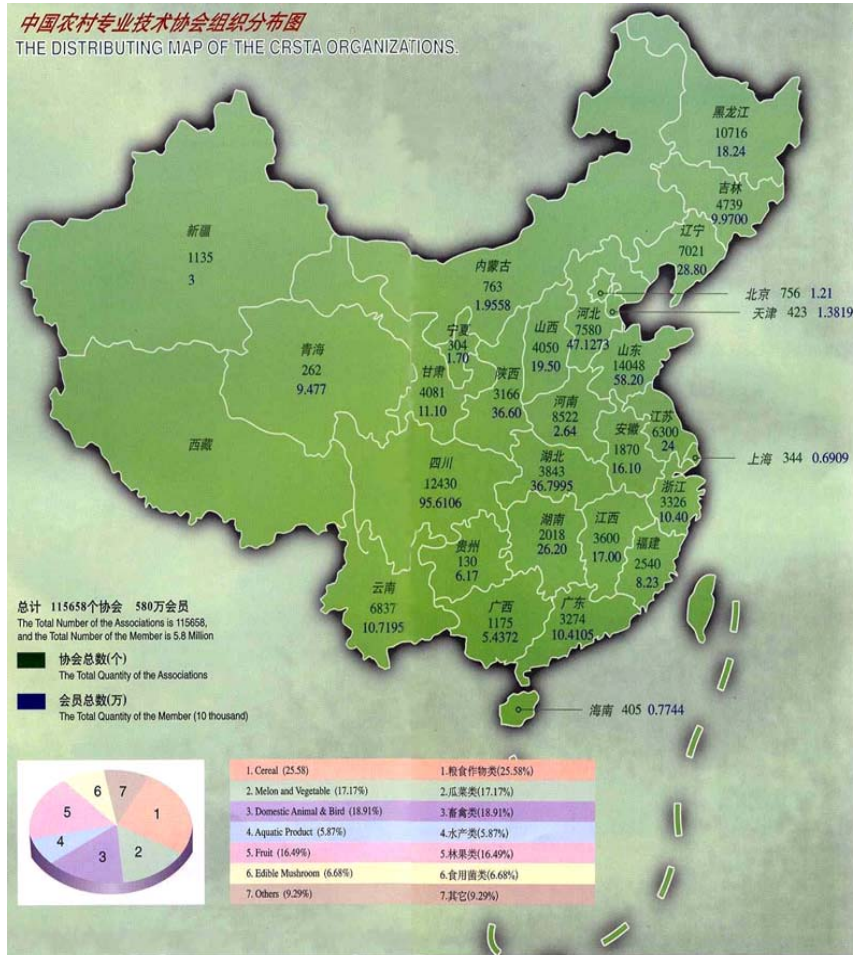 中国农村专业技术协会组织分布图
THE DISTRIBUTING MAP OF THE CRSTA ORGANIZATIONS.
黑龙江
10716
18.24
吉林
4739
9.9700
辽宁
7021
28.80
新疆
1135
3
内蒙古
763
1.9558
北京 756 1.21
天津 423 1.3819
河北
7580
47.1273
山西
4050
19.50
宁夏
304
1.70
青海
262
9.477
甘肃
4081
11.10
陕西
3166
36.60
山东
14048
58.20
河南
8522
2.64
江苏
6300
24
安徽
1870
16.10
西藏
四川
12430
95.6106
湖北
3843
36.7995
上海 344 0.6909
浙江
3326
10.40
湖南
2018
26.20
江西
3600
17.00
福建
2540
8.23
贵州
130
6.17
云南
6837
10.7195
广西
1175
5.4372
广东
3274
10.4105
海南 405 0.7744
总计 115658个协会 580万会员
The Total Number of the Associations is 115658,
and the Total Number of the Member is 5.8 Million
协会总数(个)
The Total Quantity of the Associations
会员总数(万)
The Total Quantity of the Member (10 thousand)
1
2
3
4
5
6
7
1. Cereal (25.58) 1.粮食作物类(25.58%)
2. Melon and Vegetable (17.17%) 2.瓜菜类(17.17%)
3. Domestic Animal & Bird (18.91%) 3.畜禽类(18.91%)
4. Aquatic Product (5.87%) 4.水产类(5.87%)
5. Fruit (16.49%) 5.林果类(16.49%)
6. Edible Mushroom (6.68%) 6.食用菌类(6.68%)
7. Others (9.29%) 7.其它(9.29%)